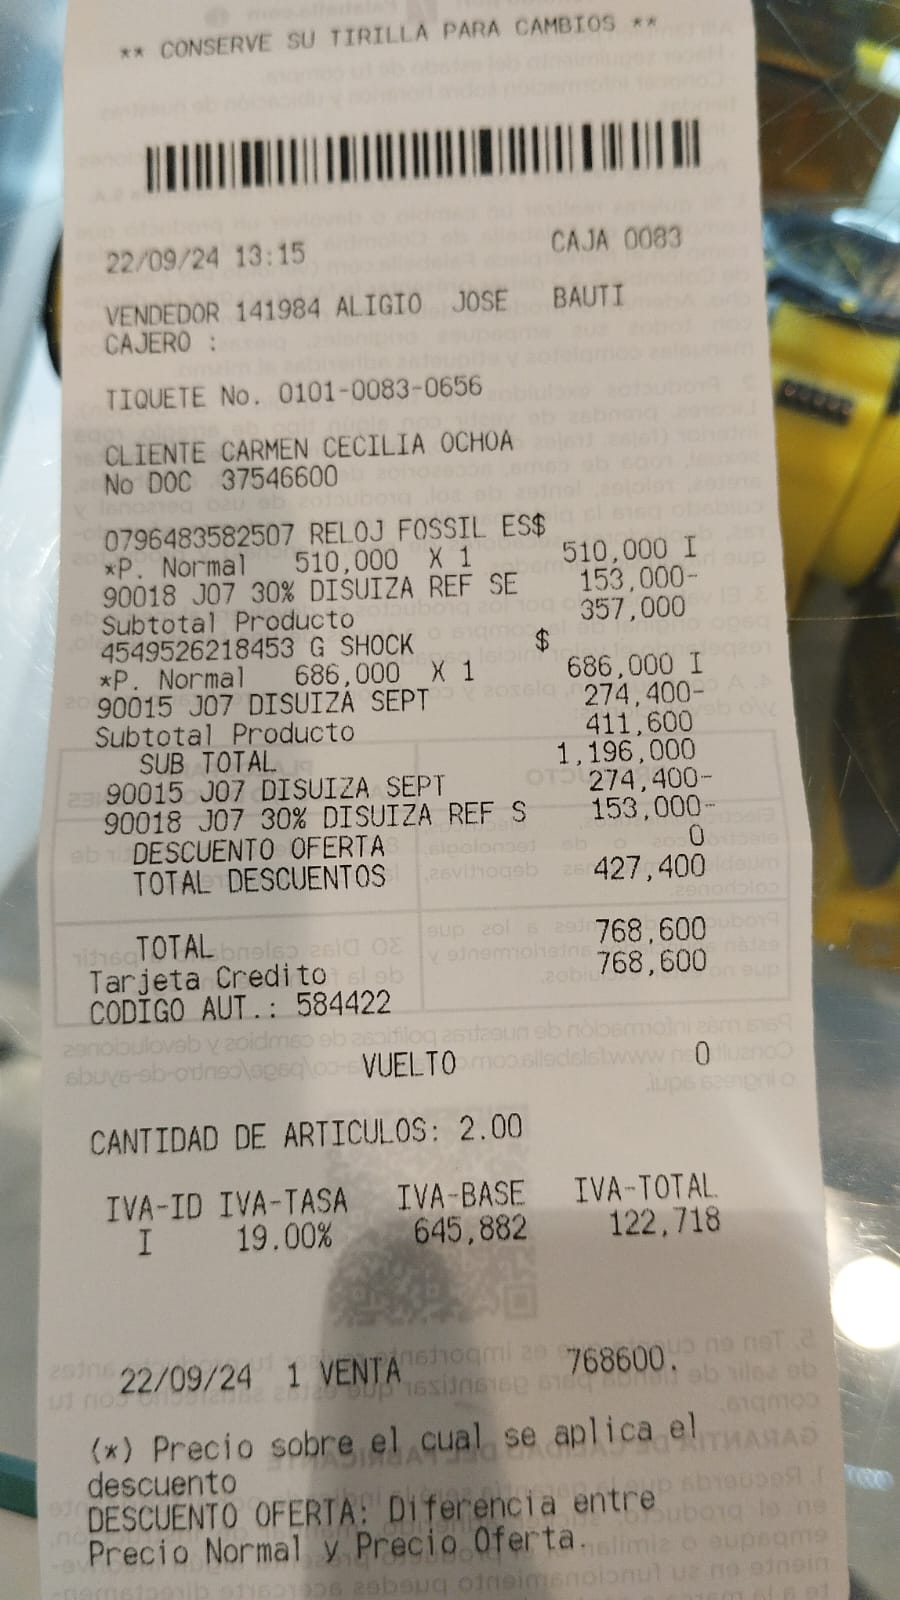 ** CONSERVE SU TIRILLA PARA CAMBIOS **
22/09/24 13:15 CAJA 0083
VENDEDOR 141984 ALIGIO JOSE BAUTI
CAJERO :
TIQUETE No. 0101-0083-0656
CLIENTE CARMEN CECILIA OCHOA
No DOC 37546600
0796483582507 RELOJ FOSSIL ES$
*P. Normal 510,000 X 1 510,000 I
90018 J07 30% DISUIZA REF SE 153,000-
Subtotal Producto 357,000
4549526218453 G SHOCK $
*P. Normal 686,000 X 1 686,000 I
90015 J07 DISUIZA SEPT 274,400-
Subtotal Producto 411,600
SUB TOTAL 1,196,000
90015 J07 DISUIZA SEPT 274,400-
90018 J07 30% DISUIZA REF S 153,000-
DESCUENTO OFERTA 0
TOTAL DESCUENTOS 427,400
TOTAL 768,600
Tarjeta Credito 768,600
CODIGO AUT.: 584422
VUELTO 0
CANTIDAD DE ARTICULOS: 2.00
IVA-ID IVA-TASA IVA-BASE IVA-TOTAL
I 19.00% 645,882 122,718
22/09/24 1 VENTA 768600.
(*) Precio sobre el cual se aplica el
descuento
DESCUENTO OFERTA: Diferencia entre
Precio Normal y Precio Oferta.